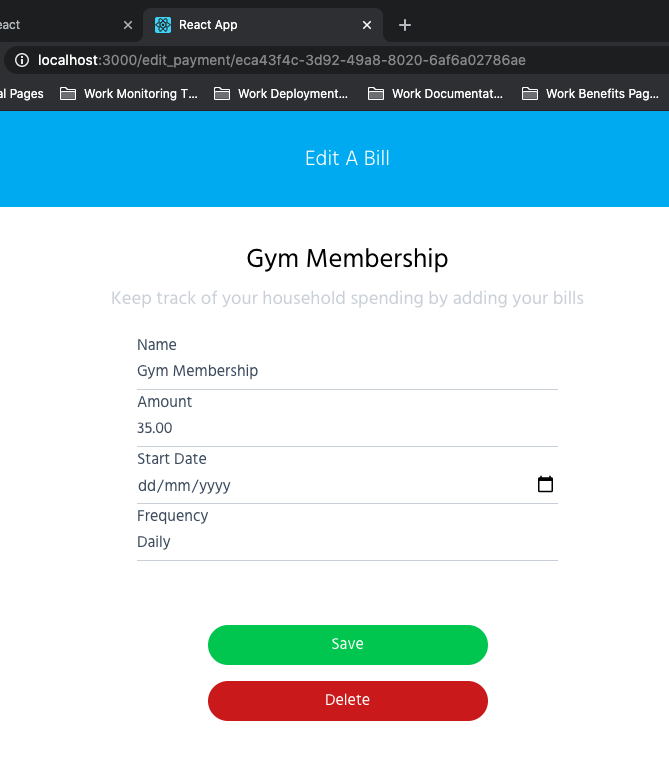 eact
React App
localhost:3000/edit_payment/eca43f4c-3d92-49a8-8020-6af6a02786ae
al Pages Work Monitoring T... Work Deployment... Work Documentat... Work Benefits Pag...
Edit A Bill
Gym Membership
Keep track of your household spending by adding your bills
Name
Gym Membership
Amount
35.00
Start Date
dd/mm/yyyy
Frequency
Daily
Save
Delete